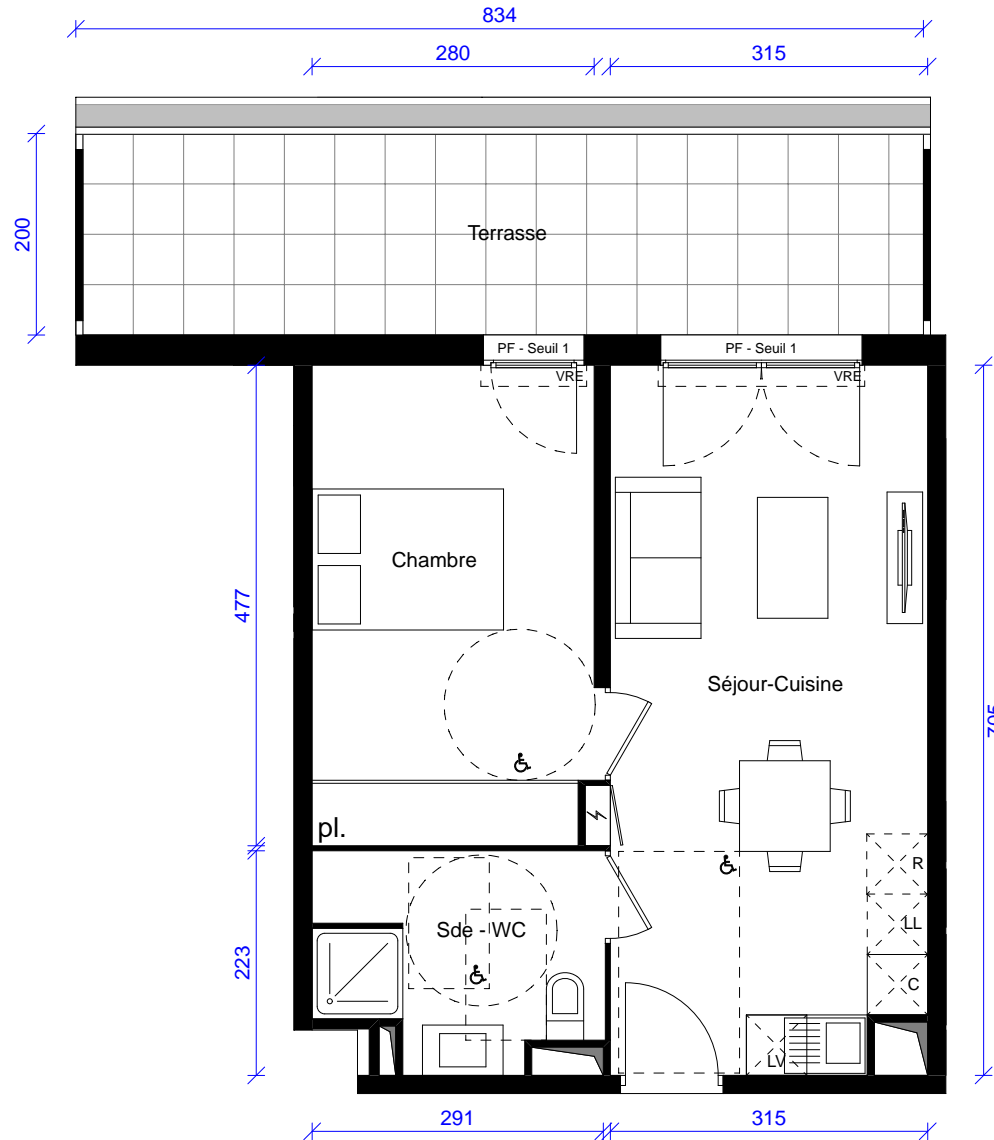 834
280
315
200
Terrasse
PF - Seuil 1
PF - Seuil 1
VRE
VRE
Chambre
477
Séjour-Cuisine
705
pl.
R
LL
Sde - WC
223
C
LV
291
315